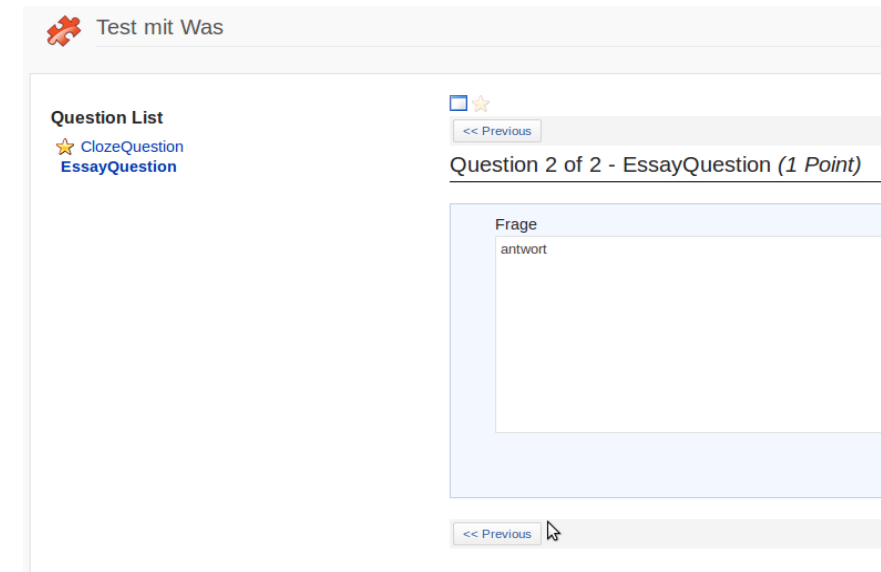 Test mit Was
Question List
ClozeQuestion
EssayQuestion
<< Previous
Question 2 of 2 - EssayQuestion (1 Point)
Frage
antwort
<< Previous